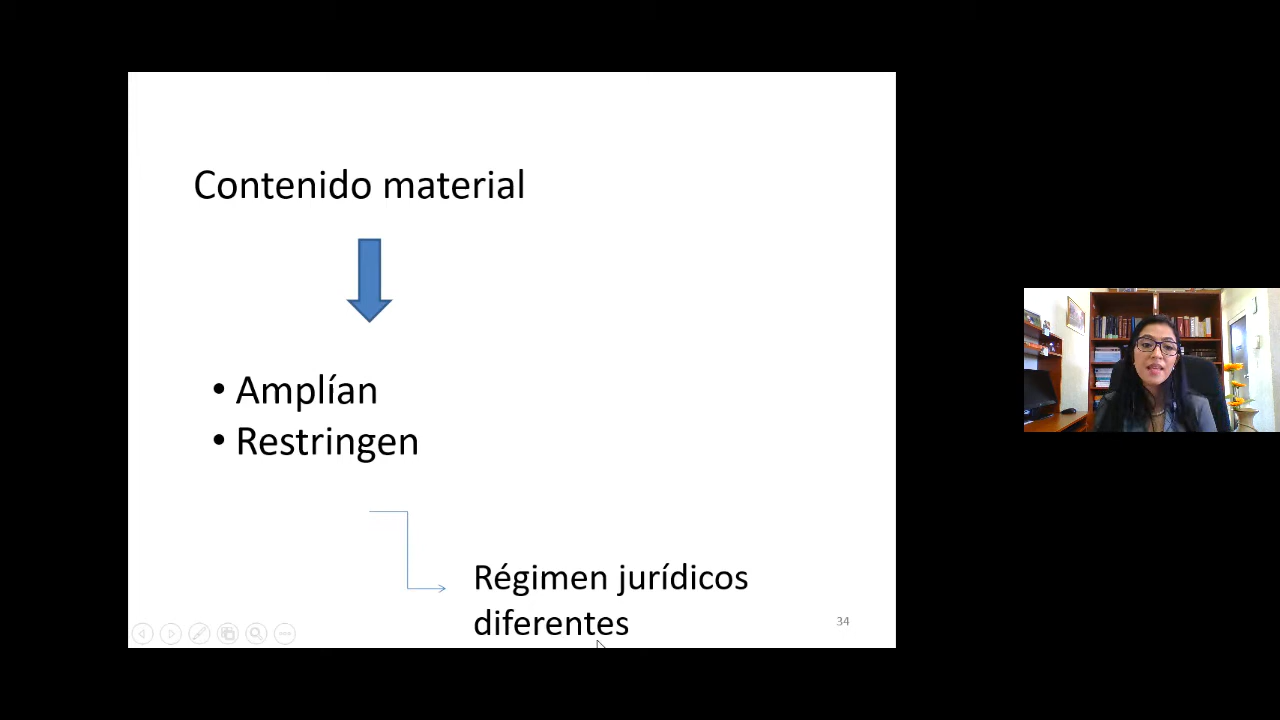 Contenido material
• Amplían
• Restringen
Régimen jurídicos
diferentes
34